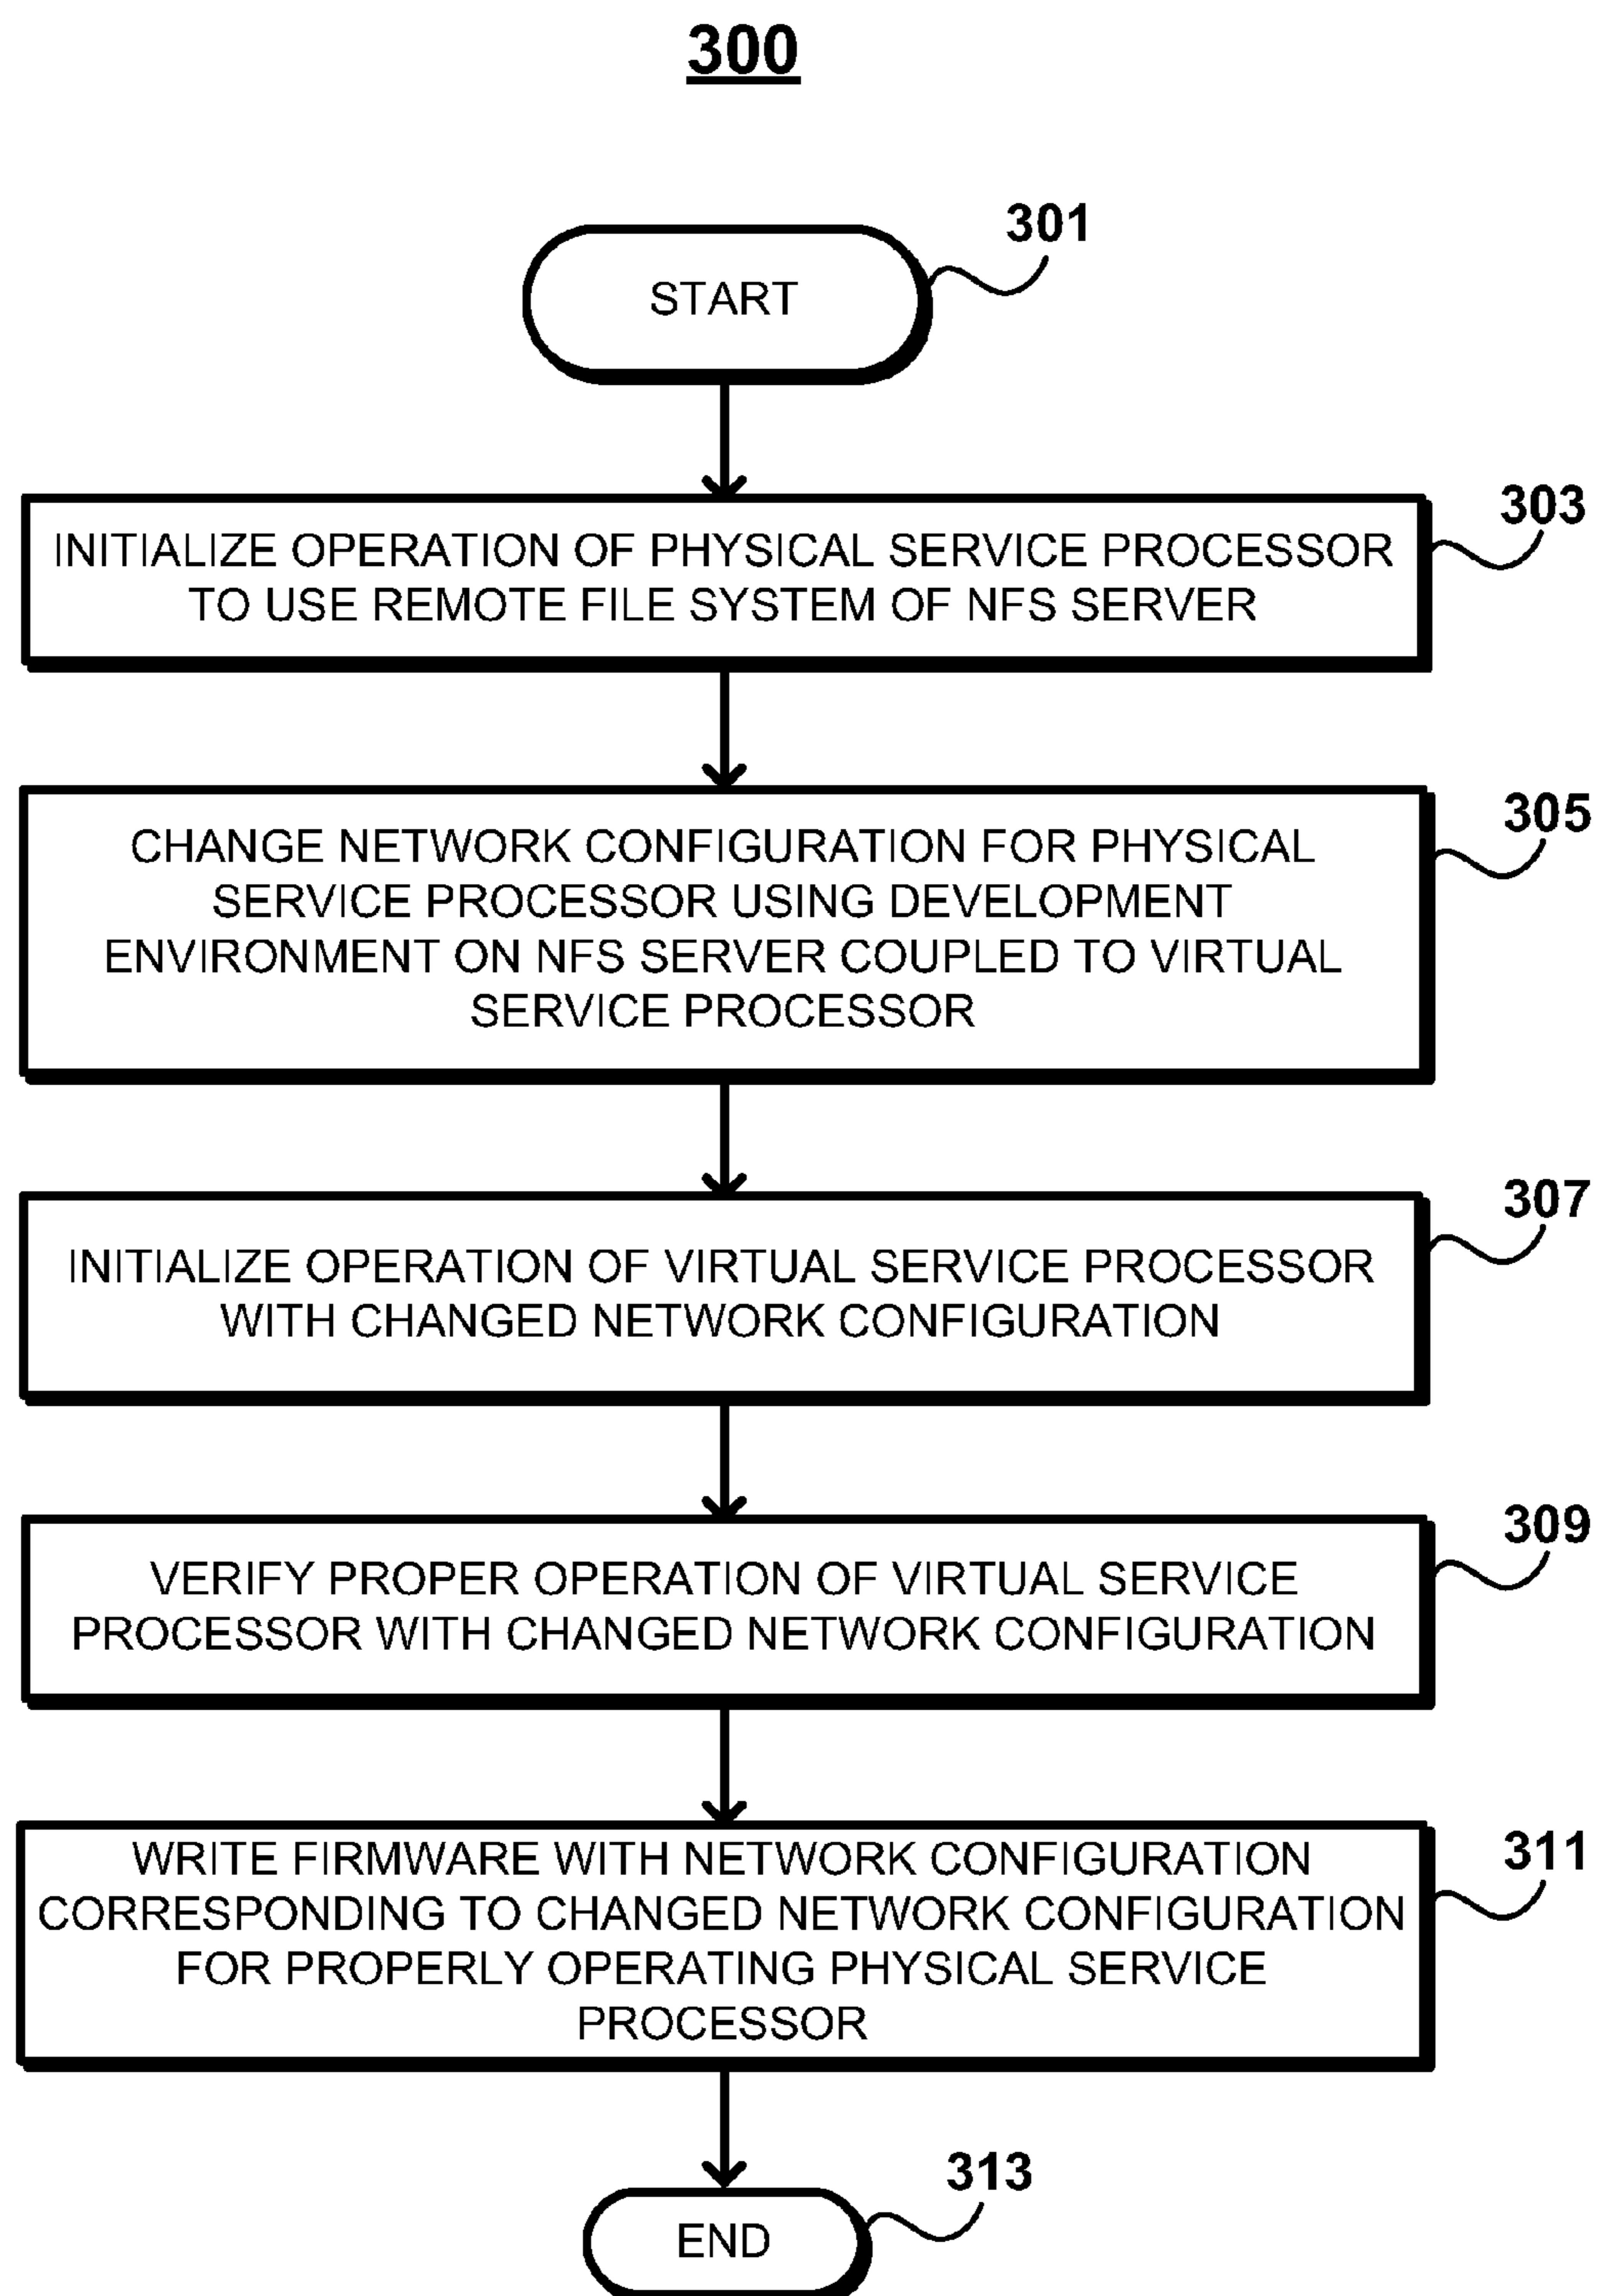 300
301
START
303
INITIALIZE OPERATION OF PHYSICAL SERVICE PROCESSOR
TO USE REMOTE FILE SYSTEM OF NFS SERVER
305
CHANGE NETWORK CONFIGURATION FOR PHYSICAL
SERVICE PROCESSOR USING DEVELOPMENT
ENVIRONMENT ON NFS SERVER COUPLED TO VIRTUAL
SERVICE PROCESSOR
307
INITIALIZE OPERATION OF VIRTUAL SERVICE PROCESSOR
WITH CHANGED NETWORK CONFIGURATION
309
VERIFY PROPER OPERATION OF VIRTUAL SERVICE
PROCESSOR WITH CHANGED NETWORK CONFIGURATION
311
WRITE FIRMWARE WITH NETWORK CONFIGURATION
CORRESPONDING TO CHANGED NETWORK CONFIGURATION
FOR PROPERLY OPERATING PHYSICAL SERVICE
PROCESSOR
313
END